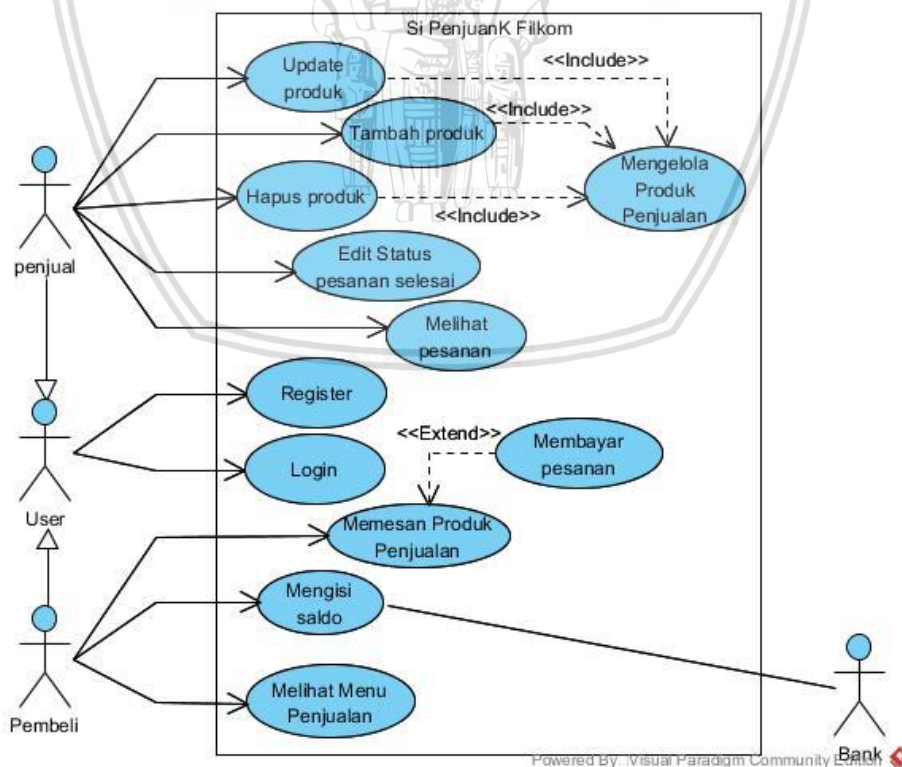 Si PenjuanK Filkom
Update
produk
<<Include>>
Tambah produk
<<Include>>
Mengelola
Produk
Penjualan
Hapus produk
<<Include>>
penjual
Edit Status
pesanan selesai
Melihat
pesanan
Register
<<Extend>>
Membayar
pesanan
Login
User
Memesan Produk
Penjualan
Mengisi
saldo
Melihat Menu
Penjualan
Pembeli
Bank
Powered By Visual Paradigm Community Edition